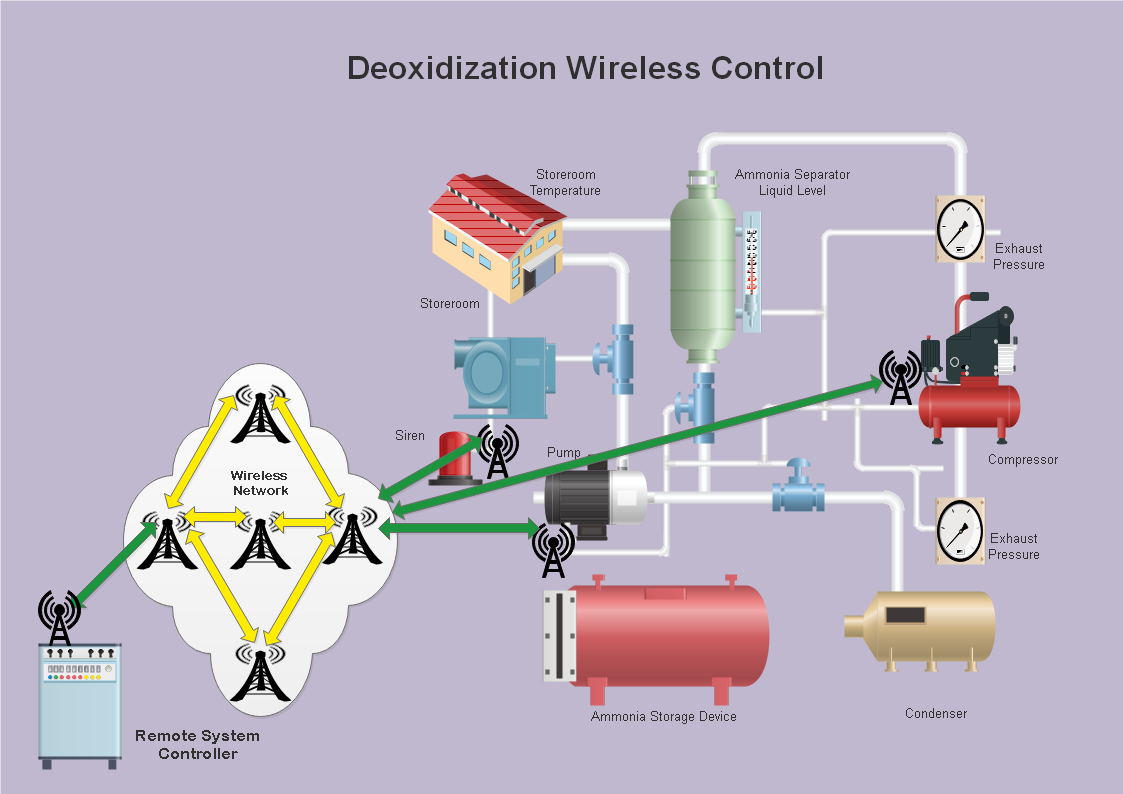 Deoxidization Wireless Control
Storeroom
Temperature
Ammonia Separator
Liquid Level
Exhaust
Pressure
Storeroom
Siren
Pump
Compressor
Wireless
Network
Exhaust
Pressure
Ammonia Storage Device
Condenser
Remote System
Controller